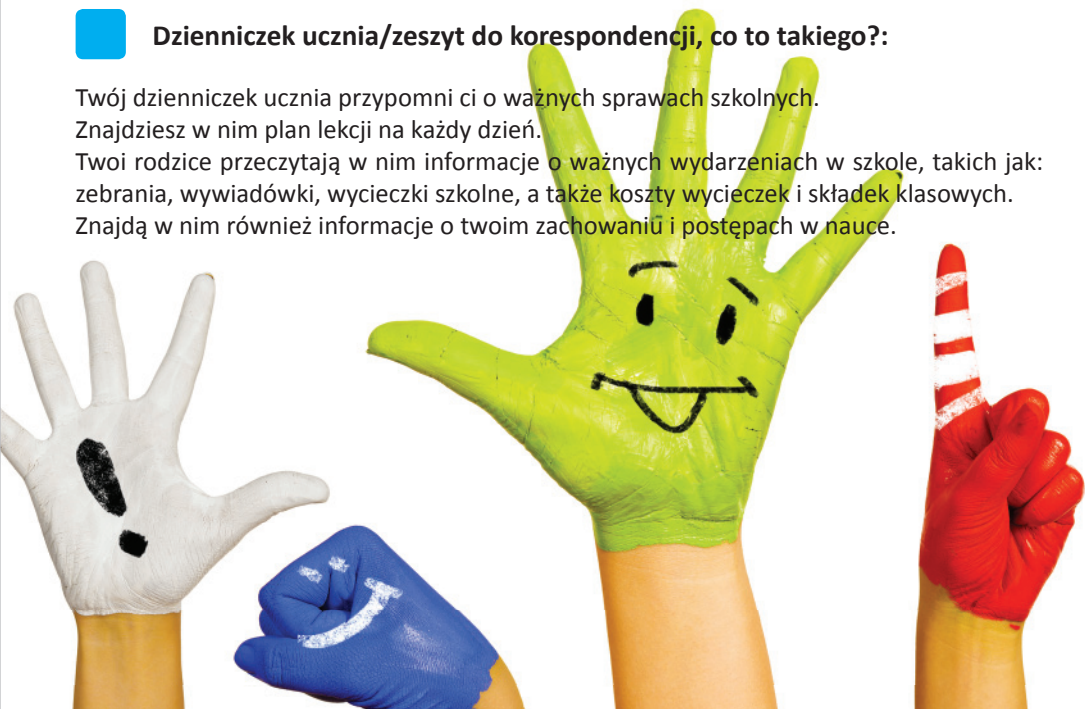 Dzienniczek ucznia/zeszyt do korespondencji, co to takiego?:
Twój dzienniczek ucznia przypomni ci o ważnych sprawach szkolnych.
Znajdziesz w nim plan lekcji na każdy dzień.
Twoi rodzice przeczytają w nim informacje o ważnych wydarzeniach w szkole, takich jak:
zebrania, wywiadówki, wycieczki szkolne, a także koszty wycieczek i składek klasowych.
Znajdą w nim również informacje o twoim zachowaniu i postępach w nauce.